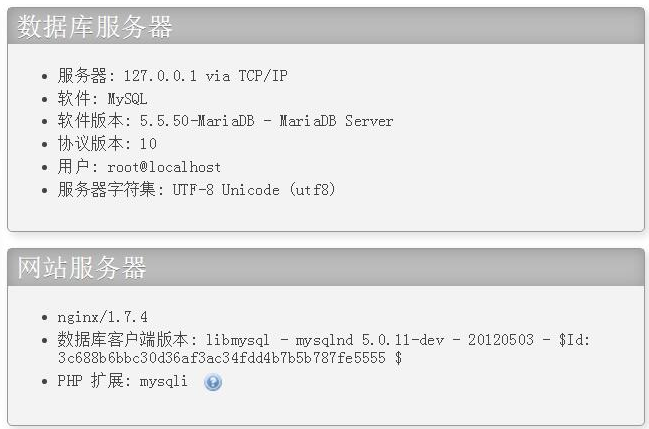 数据库服务器
服务器: 127.0.0.1 via TCP/IP
软件: MySQL
软件版本: 5.5.50-MariaDB - MariaDB Server
协议版本: 10
用户: root@localhost
服务器字符集: UTF-8 Unicode (utf8)
网站服务器
nginx/1.7.4
数据库客户端版本: libmysql - mysqlnd 5.0.11-dev - 20120503 - $Id:
3c688b6bbc30d36af3ac34fdd4b7b5b787fe5555 $
PHP 扩展: mysqli